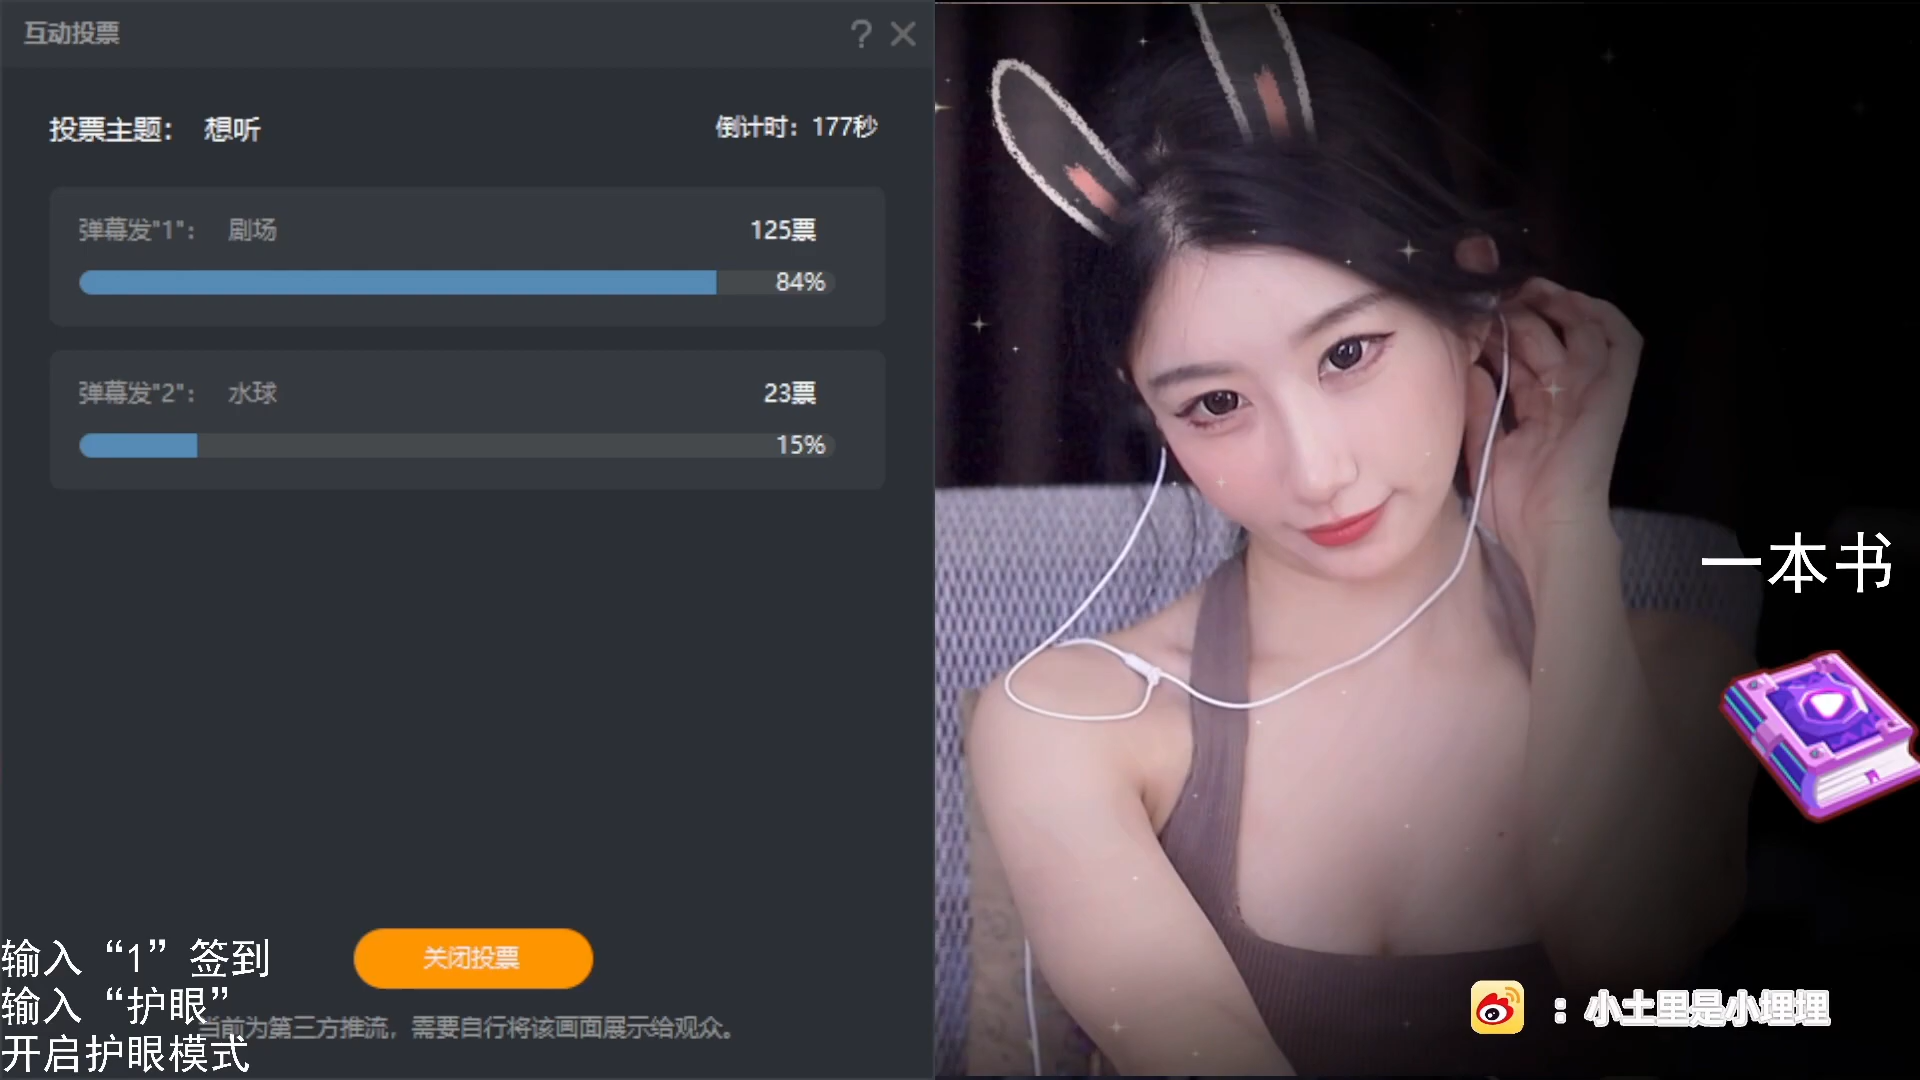 互动投票
?
投票主题： 想听
倒计时：177秒
弹幕发"1"： 剧场
125票
84%
弹幕发"2"： 水球
23票
15%
关闭投票
当前为第三方推流，需要自行将该画面展示给观众。
输入“1”签到
输入“护眼”
开启护眼模式
一本书
：小土里是小埋埋